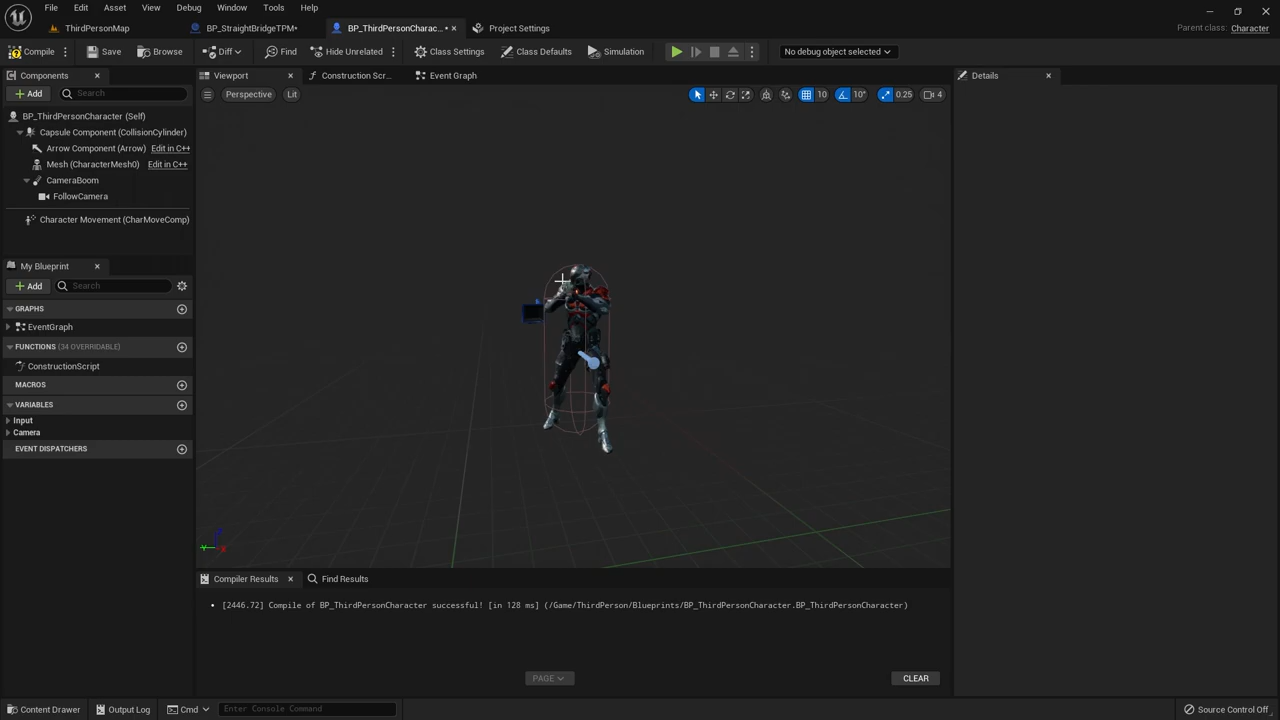 File Edit Asset View Debug Window Tools Help
ThirdPersonMap
BP_StraightBridgeTPM*
BP_ThirdPersonCharac... *
Project Settings
Parent class: Character
Compile
Save
Browse
Diff
Find
Hide Unrelated
Class Settings
Class Defaults
Simulation
No debug object selected
Components
Viewport
Construction Scr...
Event Graph
Details
Add
Search
Perspective
Lit
10
10°
0.25
4
BP_ThirdPersonCharacter (Self)
Capsule Component (CollisionCylinder)
Arrow Component (Arrow) Edit in C++
Mesh (CharacterMesh0) Edit in C++
CameraBoom
FollowCamera
Character Movement (CharMoveComp)
My Blueprint
Add
Search
GRAPHS
EventGraph
FUNCTIONS (34 OVERRIDABLE)
ConstructionScript
MACROS
VARIABLES
Input
Camera
EVENT DISPATCHERS
Compiler Results
Find Results
[2446.72] Compile of BP_ThirdPersonCharacter successful! [in 128 ms] (/Game/ThirdPerson/Blueprints/BP_ThirdPersonCharacter.BP_ThirdPersonCharacter)
PAGE
CLEAR
Content Drawer
Output Log
Cmd
Enter Console Command
Source Control Off